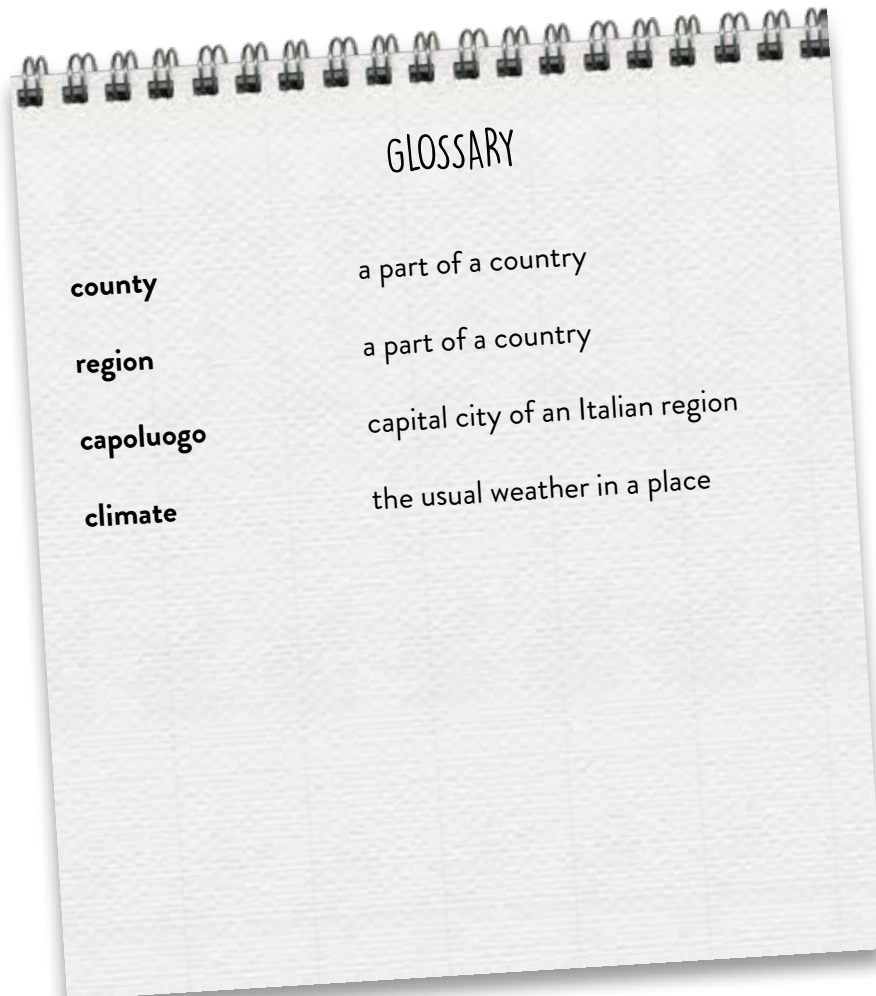 GLOSSARY
county a part of a country
region a part of a country
capoluogo capital city of an Italian region
climate the usual weather in a place